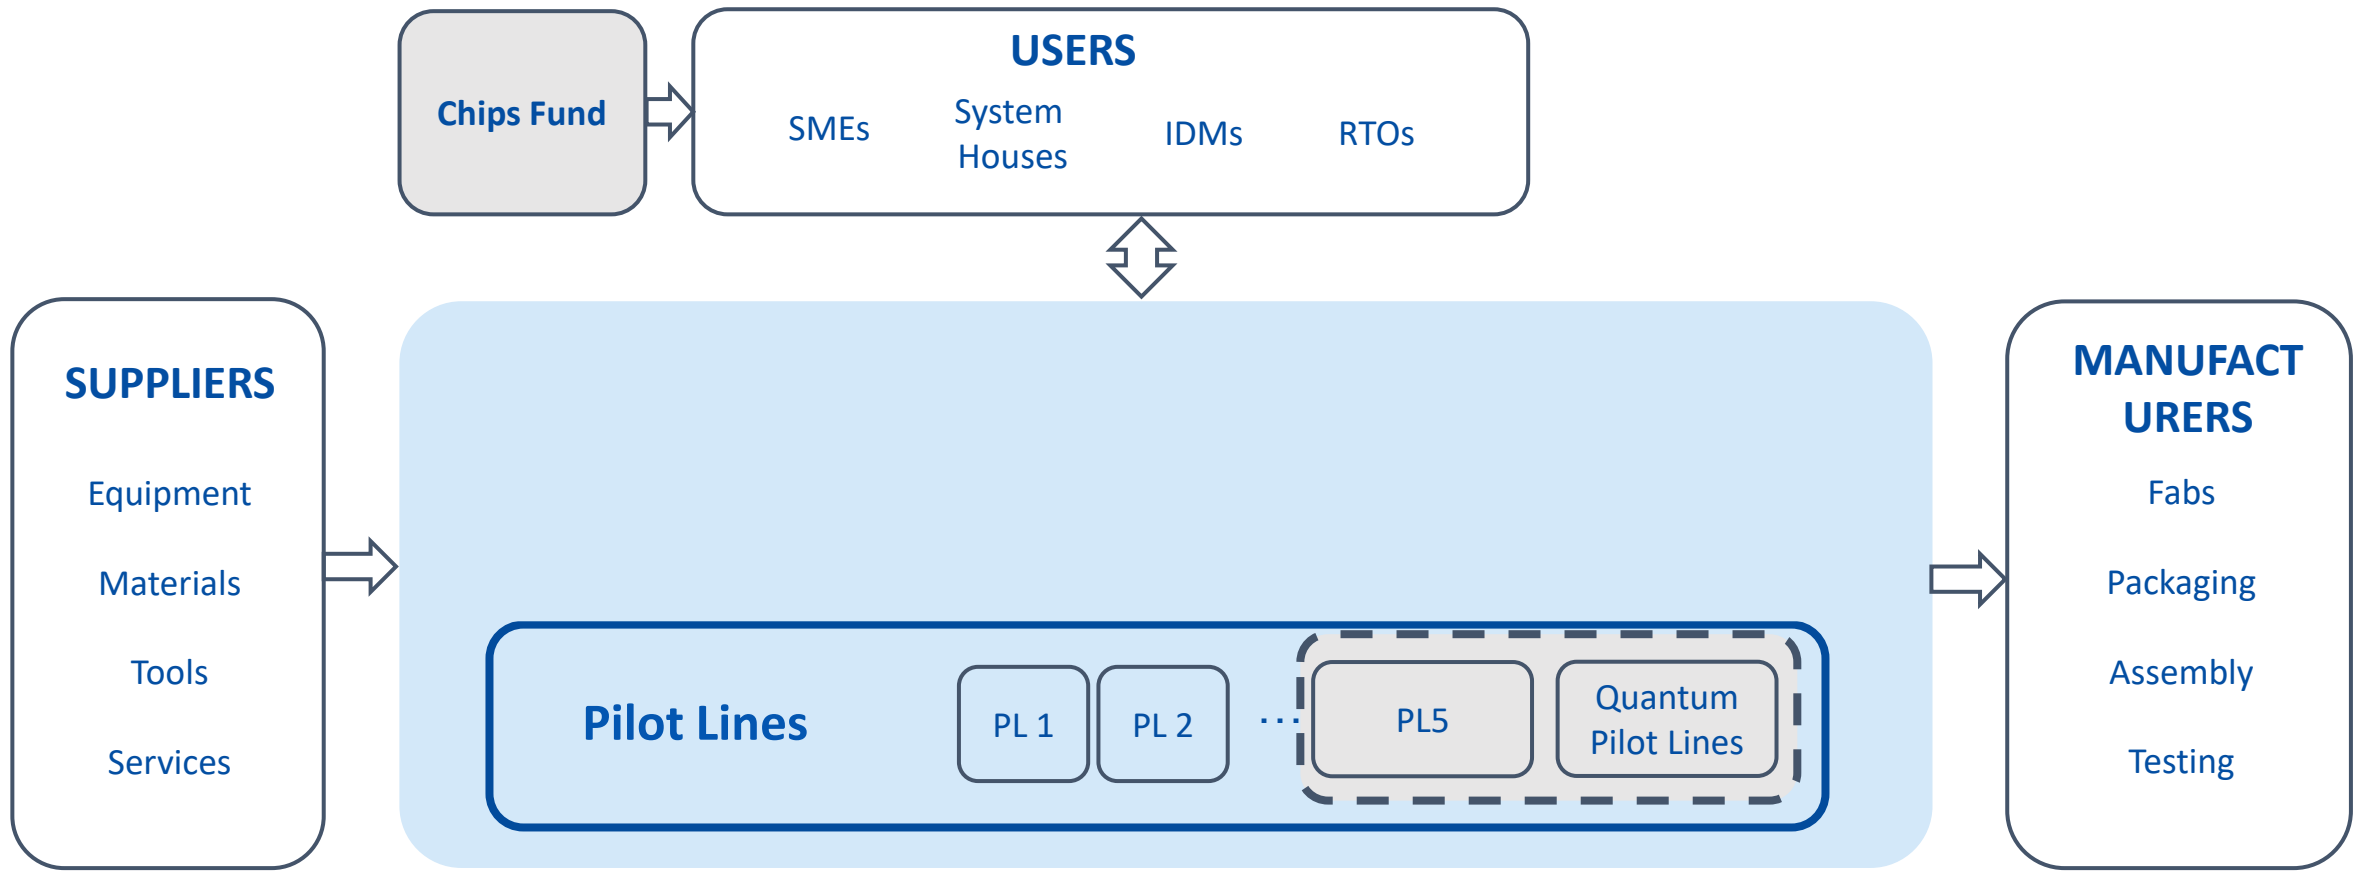 Chips Fund
USERS
SMEs
System
Houses
IDMs
RTOs
SUPPLIERS
Equipment
Materials
Tools
Services
Pilot Lines
PL 1
PL 2
...
PL5
Quantum
Pilot Lines
MANUFACT
URERS
Fabs
Packaging
Assembly
Testing